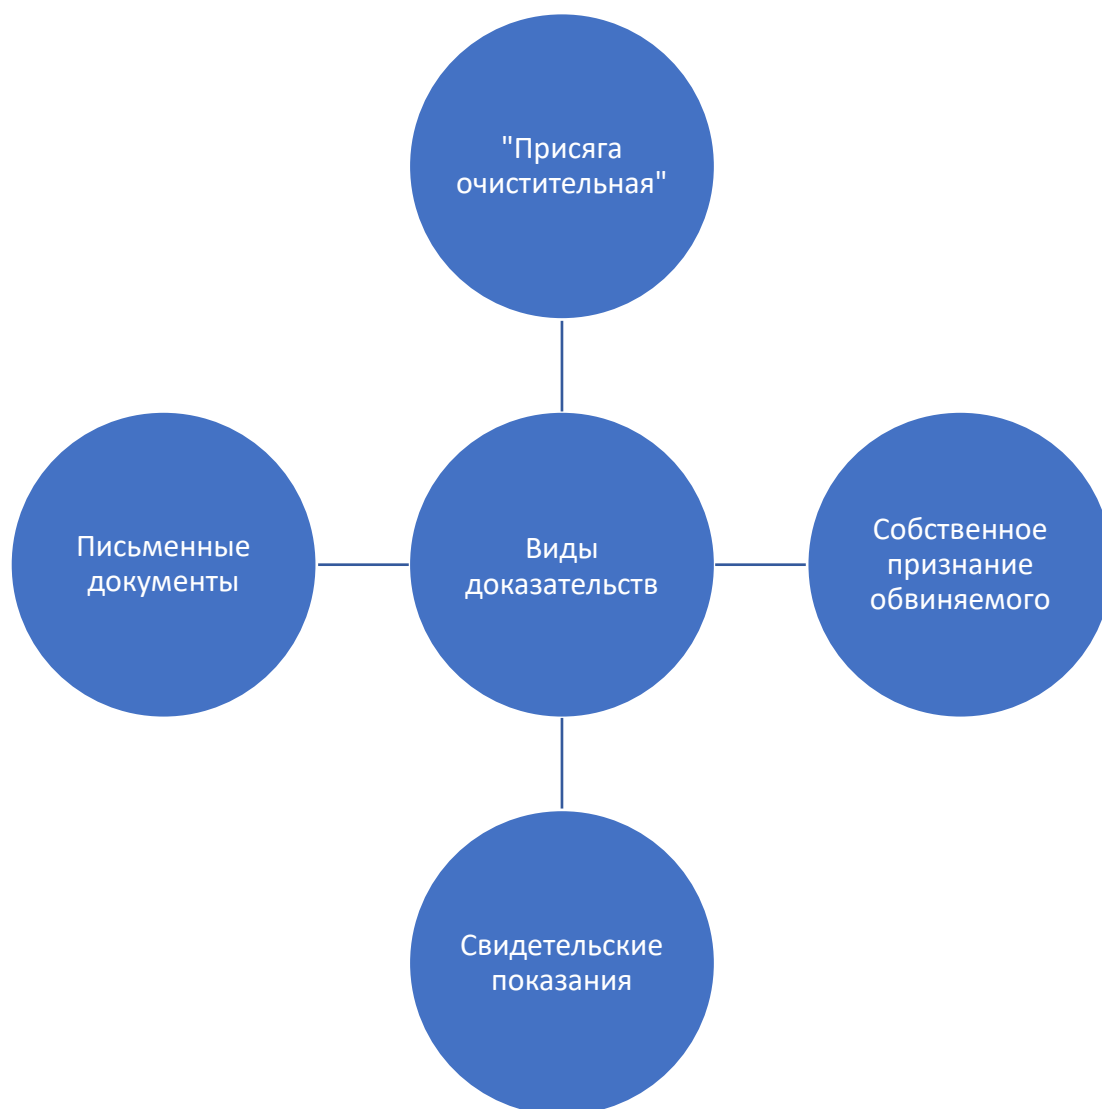 "Присяга
очистительная"
Письменные
документы
Виды
доказательств
Собственное
признание
обвиняемого
Свидетельские
показания